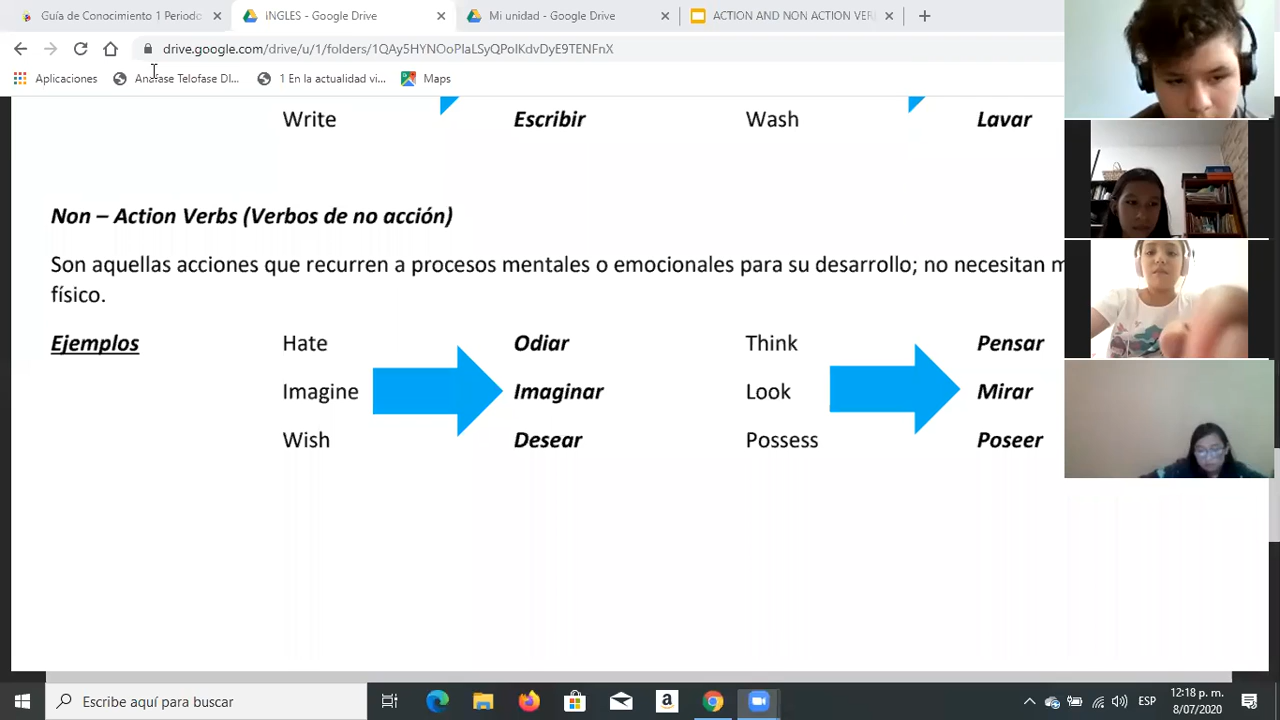 Guía de Conocimiento 1 Periodo
INGLES - Google Drive
Mi unidad - Google Drive
ACTION AND NON ACTION VER
drive.google.com/drive/u/1/folders/
Aplicaciones
Anafase Telofase DI...
1 En la actualidad vi...
Maps
Write Escribir Wash Lavar
Non – Action Verbs (Verbos de no acción)
Son aquellas acciones que recurren a procesos mentales o emocionales para su desarrollo; no necesitan m
físico.
Ejemplos Hate Odiar Think Pensar
Imagine Imaginar Look Mirar
Wish Desear Possess Poseer
Escribe aquí para buscar
ESP
12:18 p. m.
8/07/2020